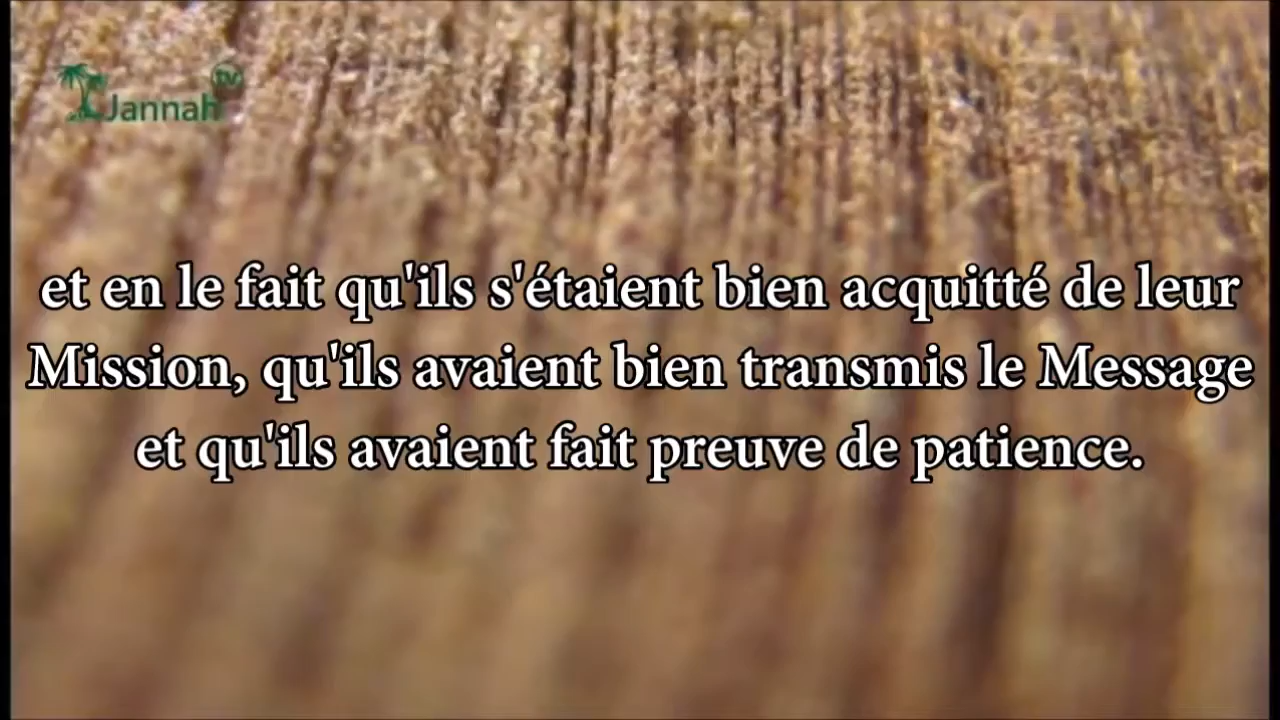 Jannah tv
et en le fait qu'ils s'étaient bien acquitté de leur
Mission, qu'ils avaient bien transmis le Message
et qu'ils avaient fait preuve de patience.